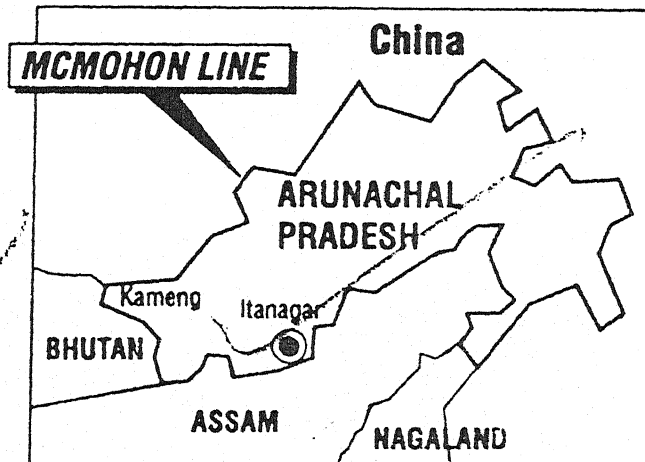 China
MCMOHON LINE
ARUNACHAL
PRADESH
Kameng
Itanagar
BHUTAN
ASSAM
NAGALAND